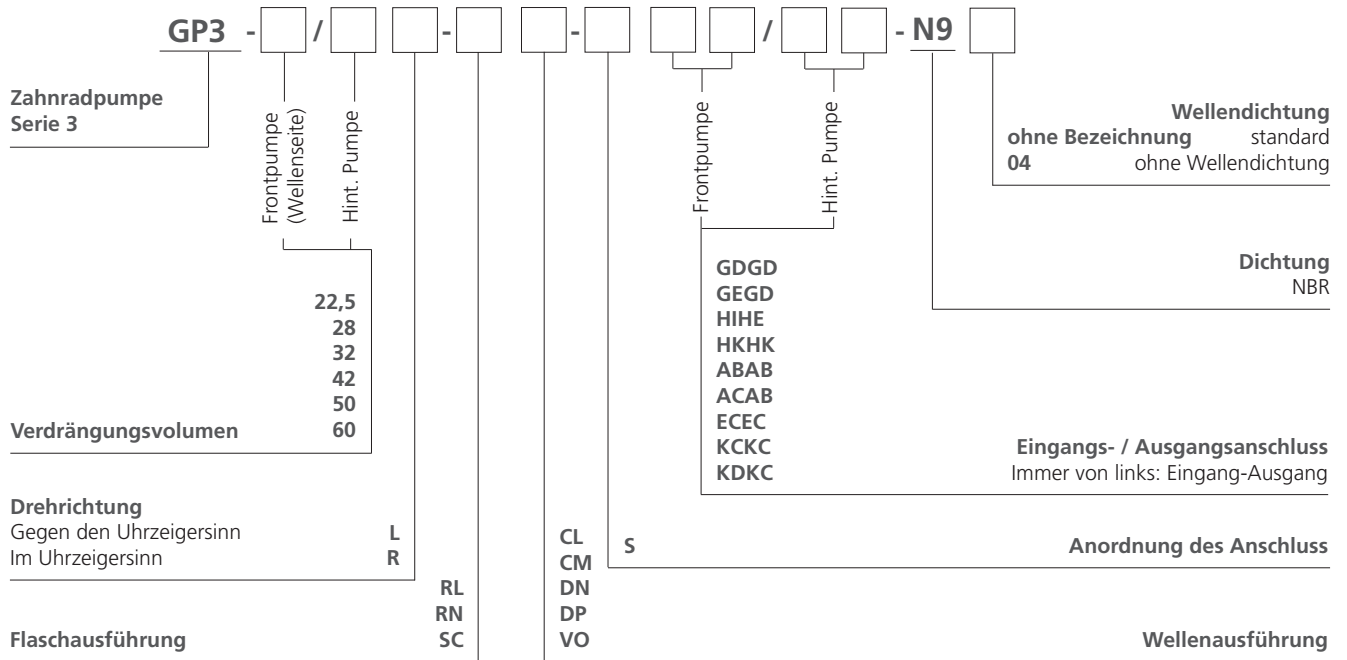 GP3 - / - - / - N9
Zahnradpumpe
Serie 3
Frontpumpe
(Wellenseite)
Hint. Pumpe
Frontpumpe
Hint. Pumpe
Wellendichtung
ohne Bezeichnung standard
04 ohne Wellendichtung
Dichtung
NBR
22,5
28
32
42
50
60
Verdrängungsvolumen
GDGD
GEGD
HIHE
HKHK
ABAB
ACAB
ECEC
KCKC
KDKC
Eingangs- / Ausgangsanschluss
Immer von links: Eingang-Ausgang
Drehrichtung
Gegen den Uhrzeigersinn L
Im Uhrzeigersinn R
S
Anordnung des Anschluss
RL
RN
SC
Flaschausführung
CL
CM
DN
DP
VO
Wellenausführung